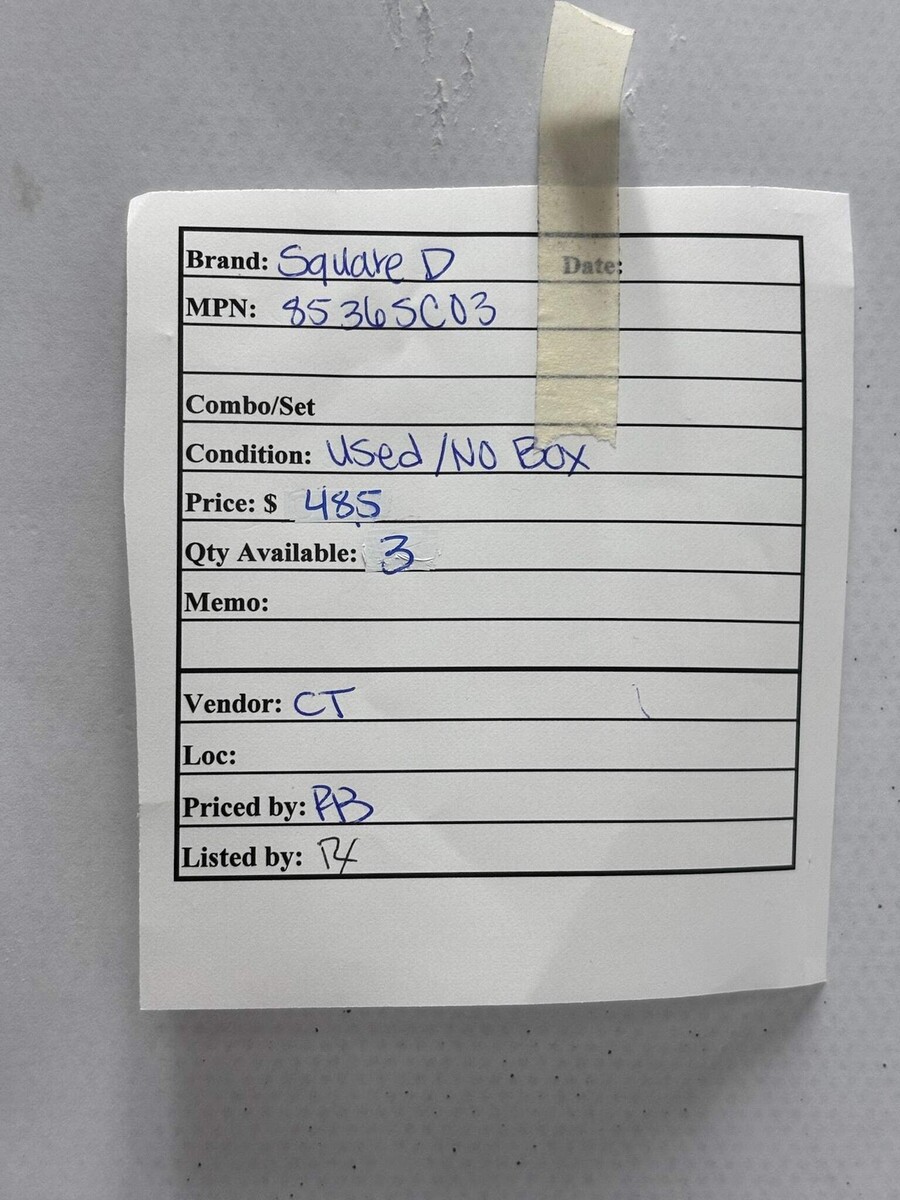 Brand: Square D Date:
MPN: 8536SC03
Combo/Set
Condition: Used /NO BOX
Price: $ 485
Qty Available: 3
Memo:
Vendor: CT
Loc:
Priced by: RB
Listed by: